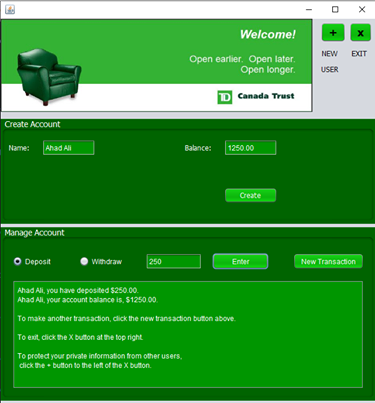 Welcome!
Open earlier. Open later.
Open longer.
TD Canada Trust
+ x
NEW EXIT
USER
Create Account
Name: Ahad Ali Balance: 1250.00
Create
Manage Account
Deposit Withdraw 250 Enter New Transaction
Ahad Ali, you have deposited $250.00.
Ahad Ali, your account balance is, $1250.00.
To make another transaction, click the new transaction button above.
To exit, click the X button at the top right.
To protect your private information from other users,
click the + button to the left of the X button.